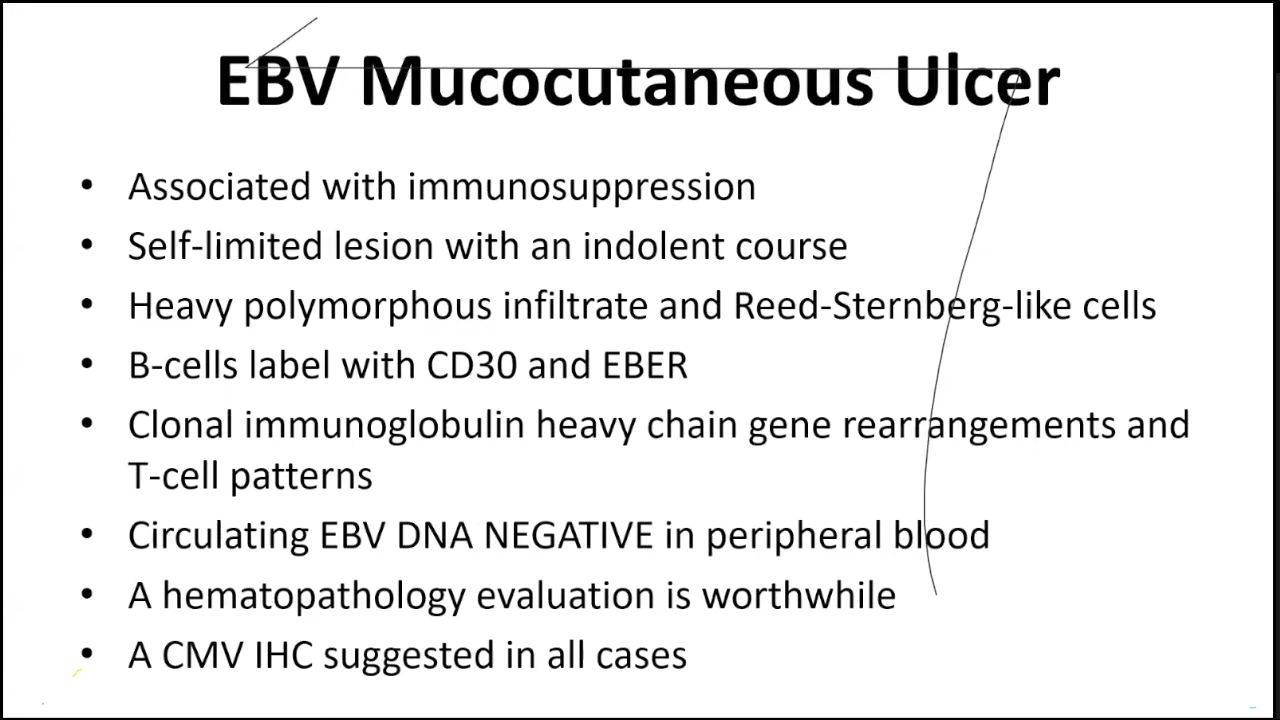 EBV Mucocutaneous Ulcer
• Associated with immunosuppression
• Self-limited lesion with an indolent course
• Heavy polymorphous infiltrate and Reed-Sternberg-like cells
• B-cells label with CD30 and EBER
• Clonal immunoglobulin heavy chain gene rearrangements and
T-cell patterns
• Circulating EBV DNA NEGATIVE in peripheral blood
• A hematopathology evaluation is worthwhile
• A CMV IHC suggested in all cases